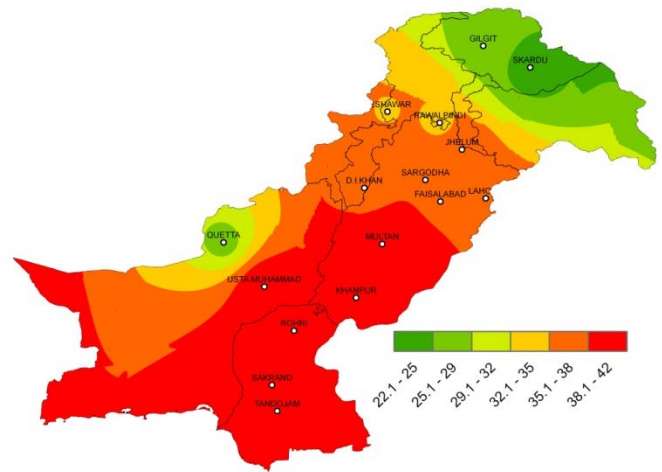 GILGIT
SKARDU
SHAWAR
RAWALPINDI
JHELUM
SARGODHA
D.I.KHAN
FAISALABAD
LAHO
QUETTA
MULTAN
USTA MUHAMMAD
KHANPUR
ROHRI
SAKRAND
TANDOJAM
22.1 - 25
25.1 - 29
29.1 - 32
32.1 - 35
35.1 - 38
38.1 - 42